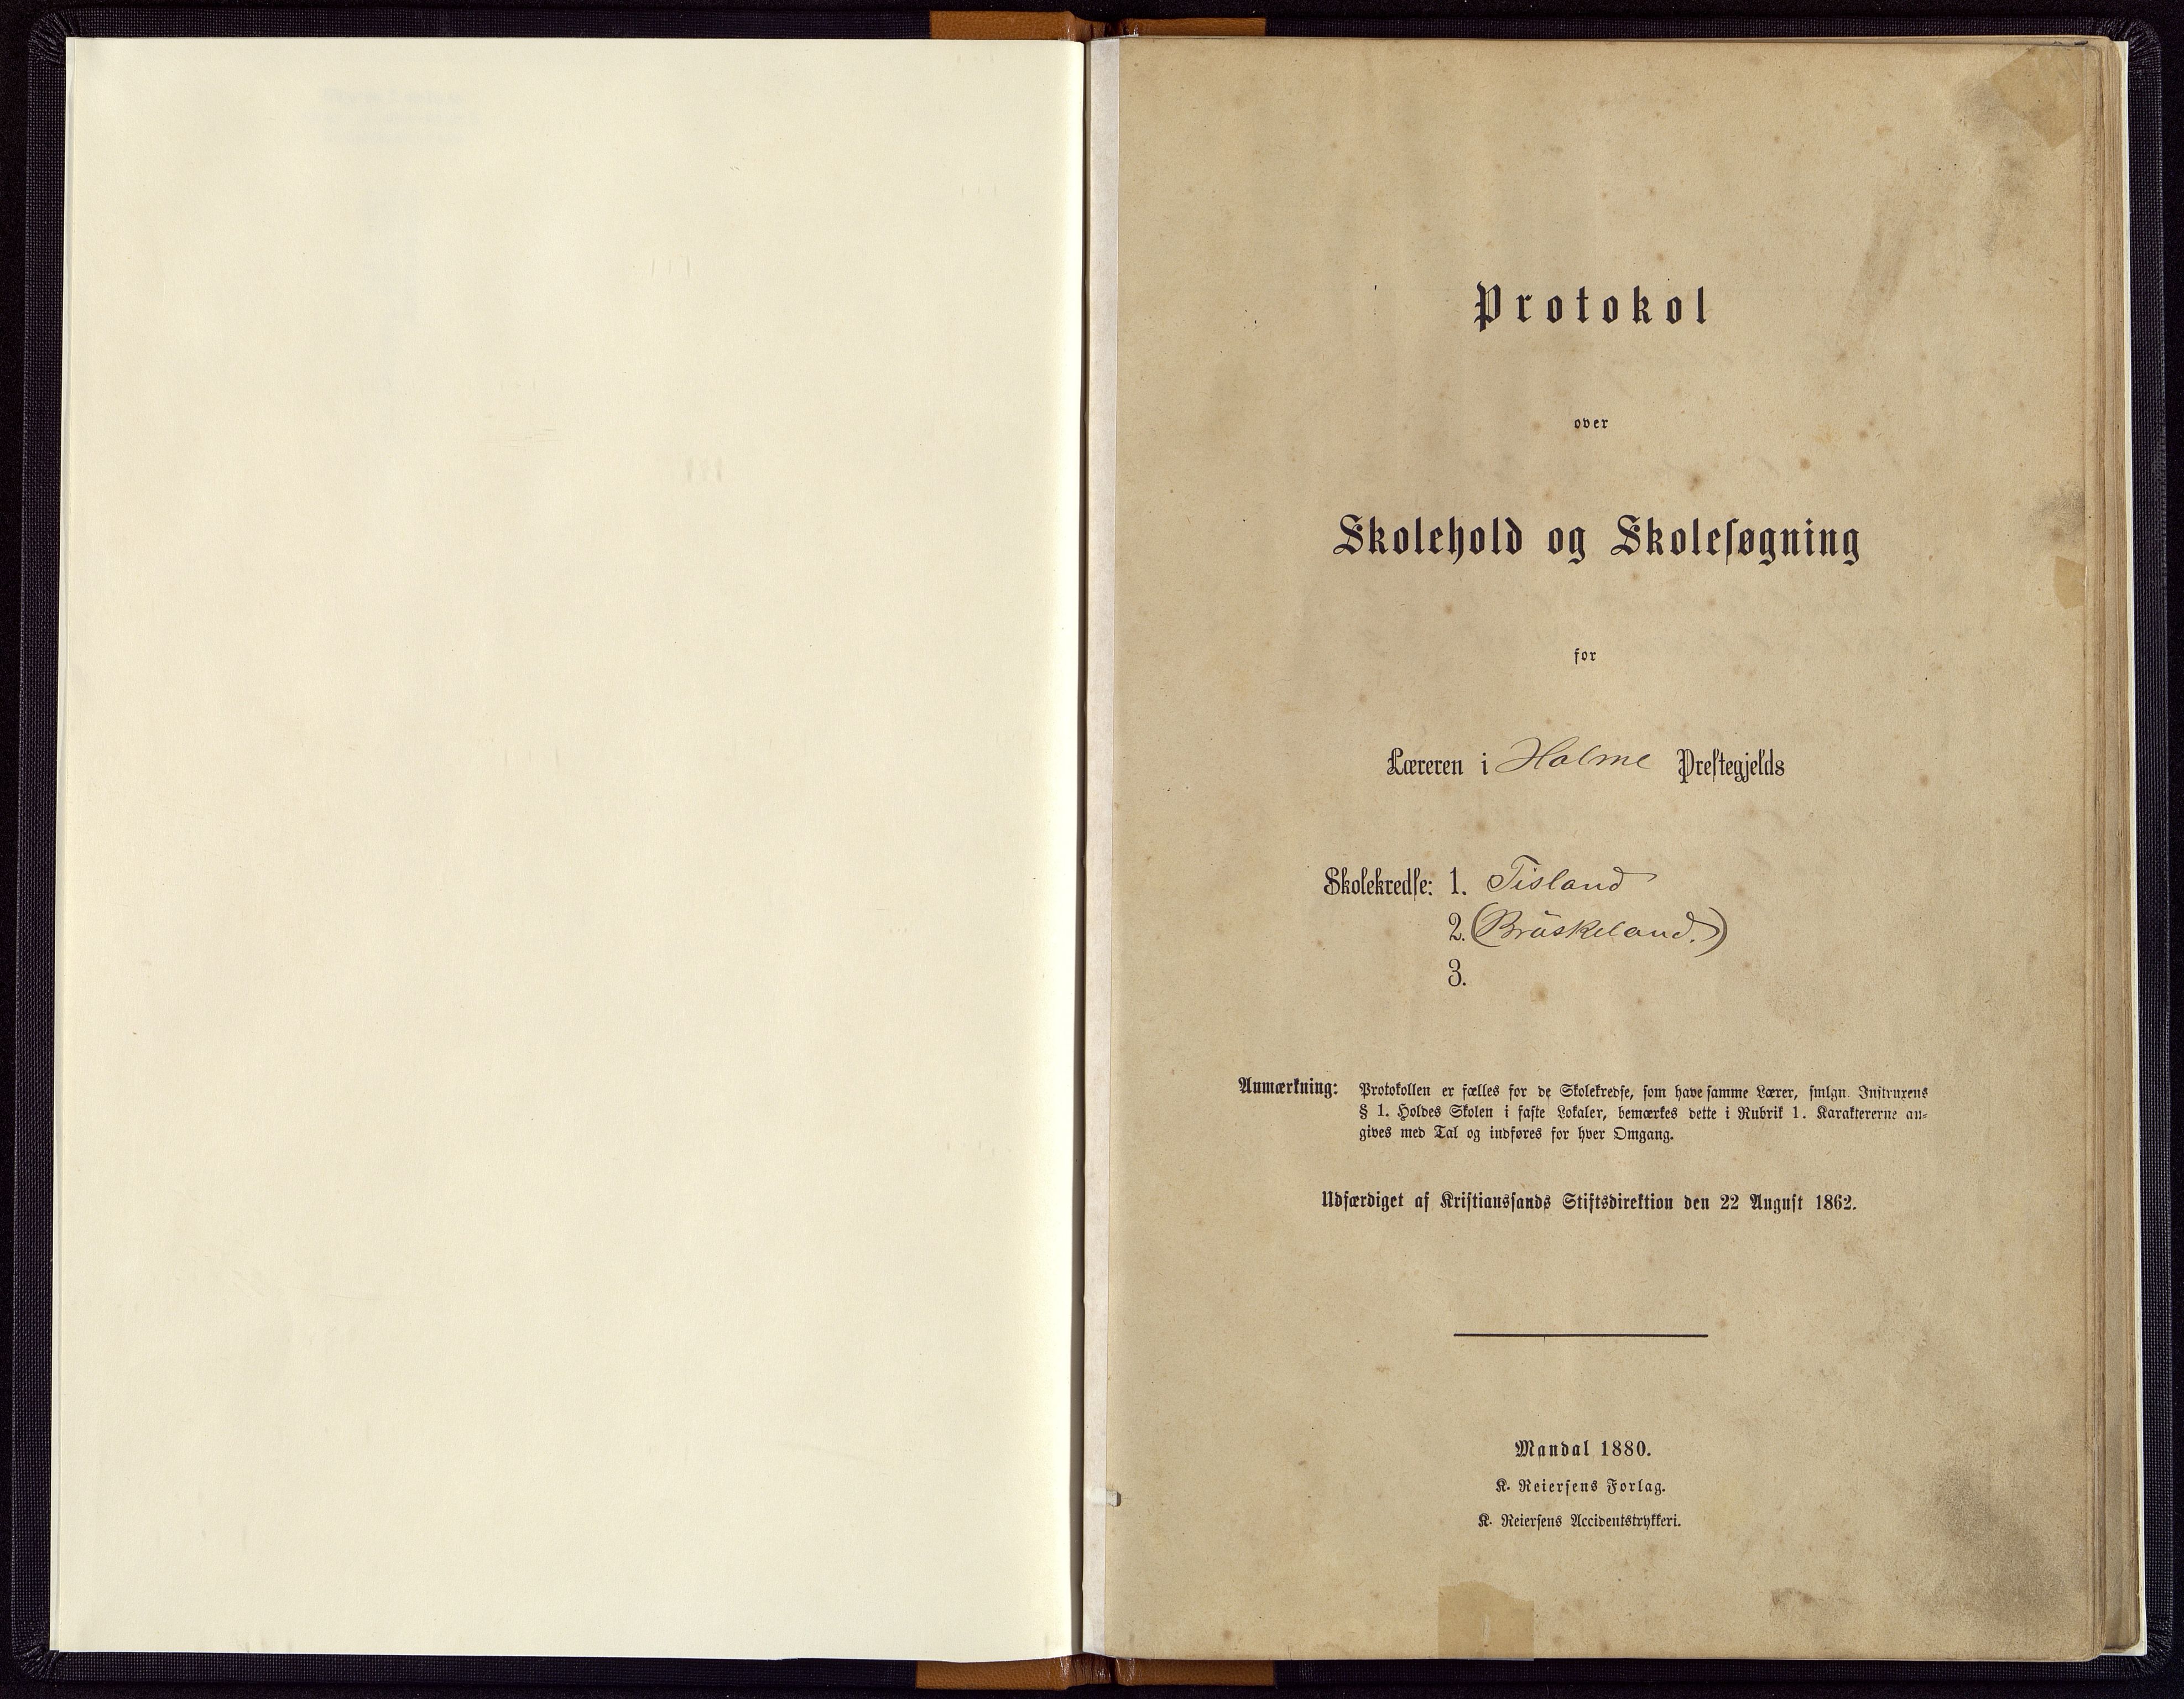 Protokol
over
Skolehold og Skolesøgning
for
Læreren i Holme Prestegjelds
Skolekredse: 1. Tisland
2. (Brüskeland.)
3.
Anmærkning: Protokollen er fælles for de Skolekredse, som have samme Lærer, smlgn. Instruxens
§ 1. Holdes Skolen i faste Lokaler, bemærkes dette i Rubrik 1. Karaktererne an-
gives med Tal og indføres for hver Omgang.
Udfærdiget af Kristianssands Stiftsdirektion den 22 August 1862.
Mandal 1880.
K. Reiersens Forlag.
K. Reiersens Accidentstrykkeri.